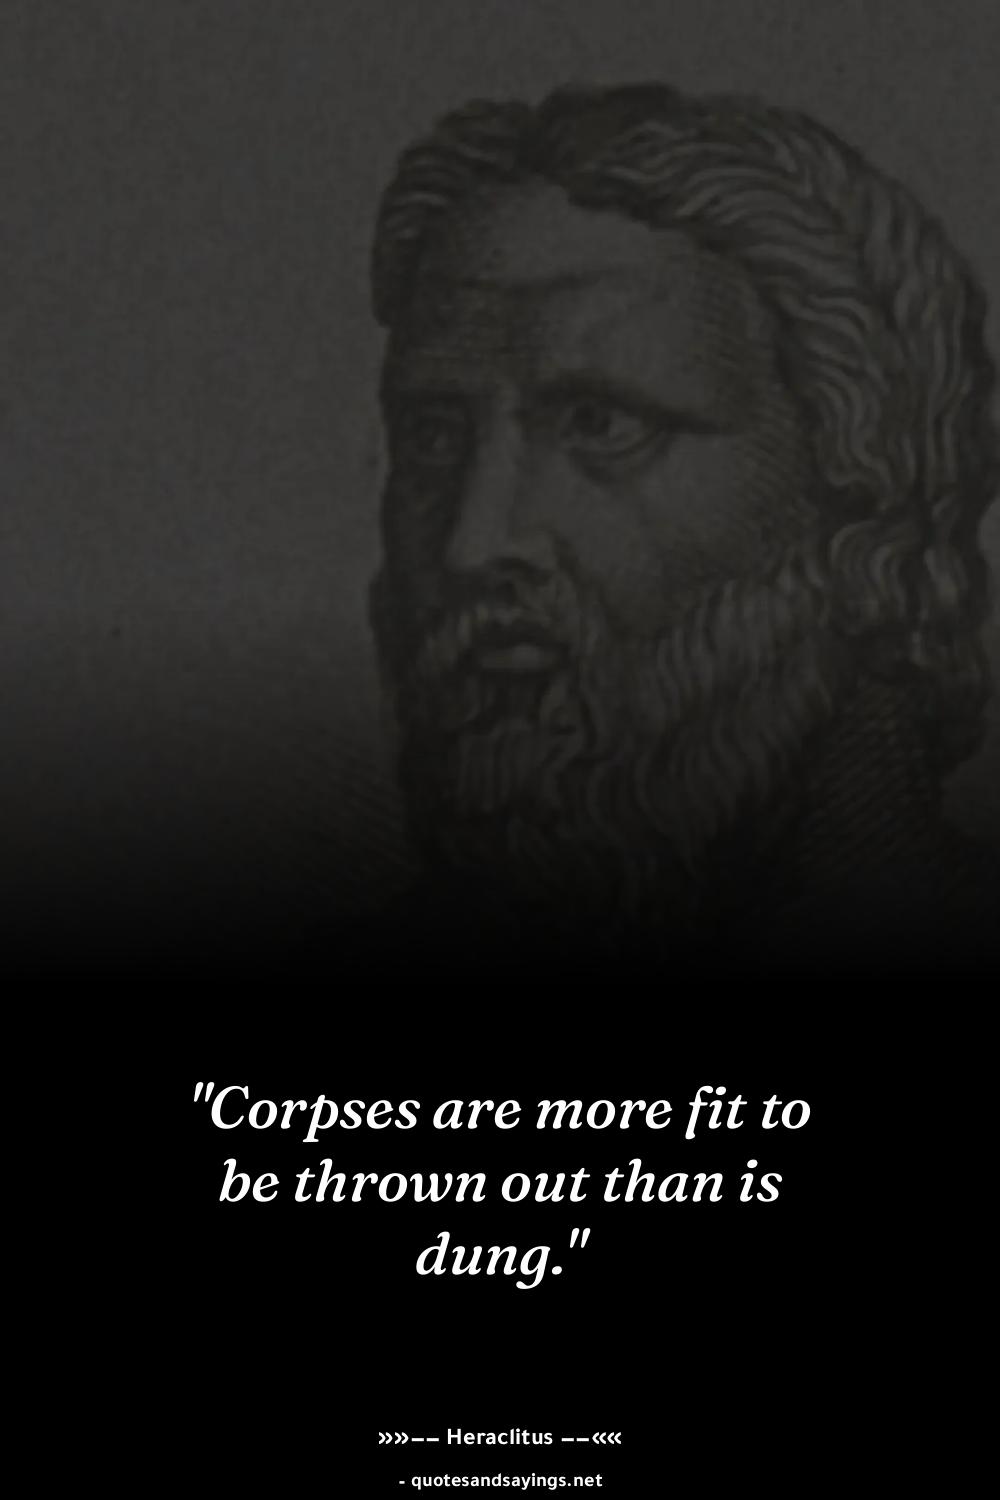 "Corpses are more fit to
be thrown out than is
dung."
»»–– Heraclitus ––««
- quotesandsayings.net